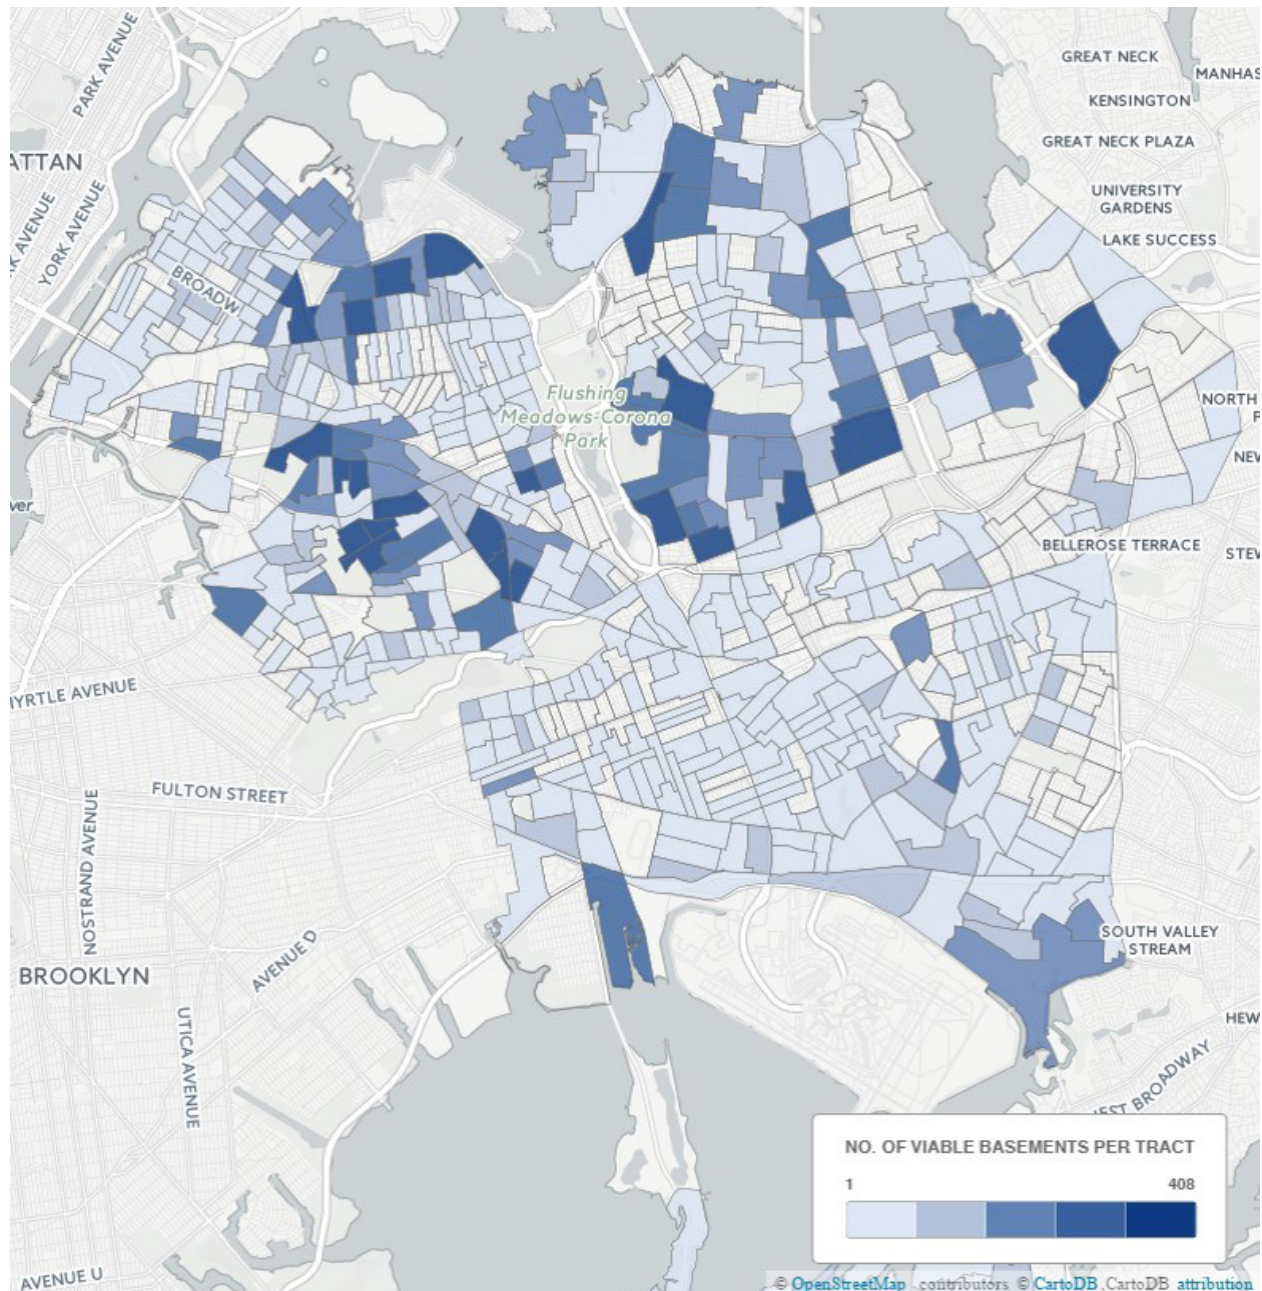 GREAT NECK
MANHAS
KENSINGTON
PARK AVENUE
GREAT NECK PLAZA
ATTAN
UNIVERSITY
GARDENS
YORK AVENUE
LAKE SUCCESS
BROADW
Flushing
Meadows-Corona
Park
NORTH
NEW
BELLEROSE TERRACE
STEW
MYRTLE AVENUE
FULTON STREET
NOSTRAND AVENUE
AVENUE D
SOUTH VALLEY
STREAM
BROOKLYN
UTICA AVENUE
HEW
EST BROADWAY
NO. OF VIABLE BASEMENTS PER TRACT
1 408
AVENUE U
© OpenStreetMap contributors © CartoDB, CartoDB attribution